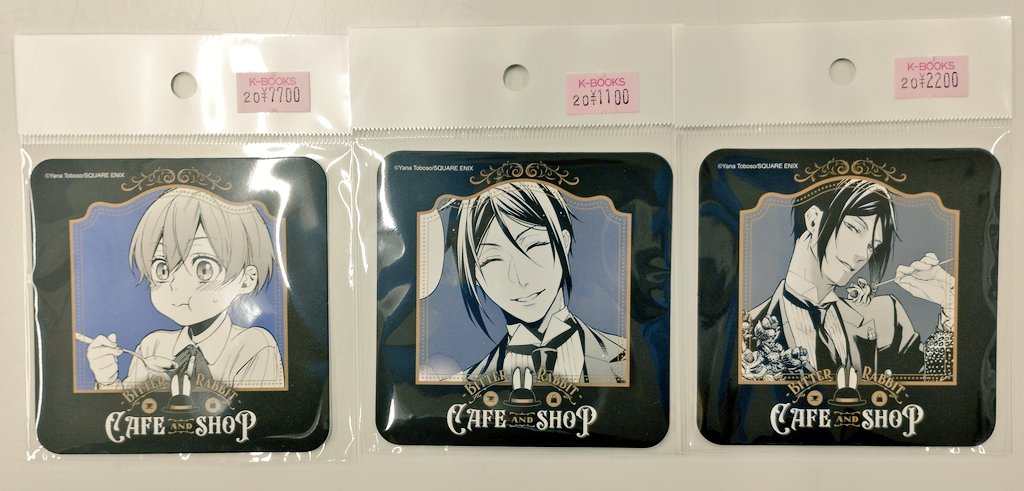 K-BOOKS
20¥7700
©Yana Toboso/SQUARE ENIX
BITTER RABBIT
CAFE AND SHOP
K-BOOKS
20¥1100
©Yana Toboso/SQUARE ENIX
BITTER RABBIT
CAFE AND SHOP
K-BOOKS
20¥2200
©Yana Toboso/SQUARE ENIX
BITTER RABBIT
CAFE AND SHOP